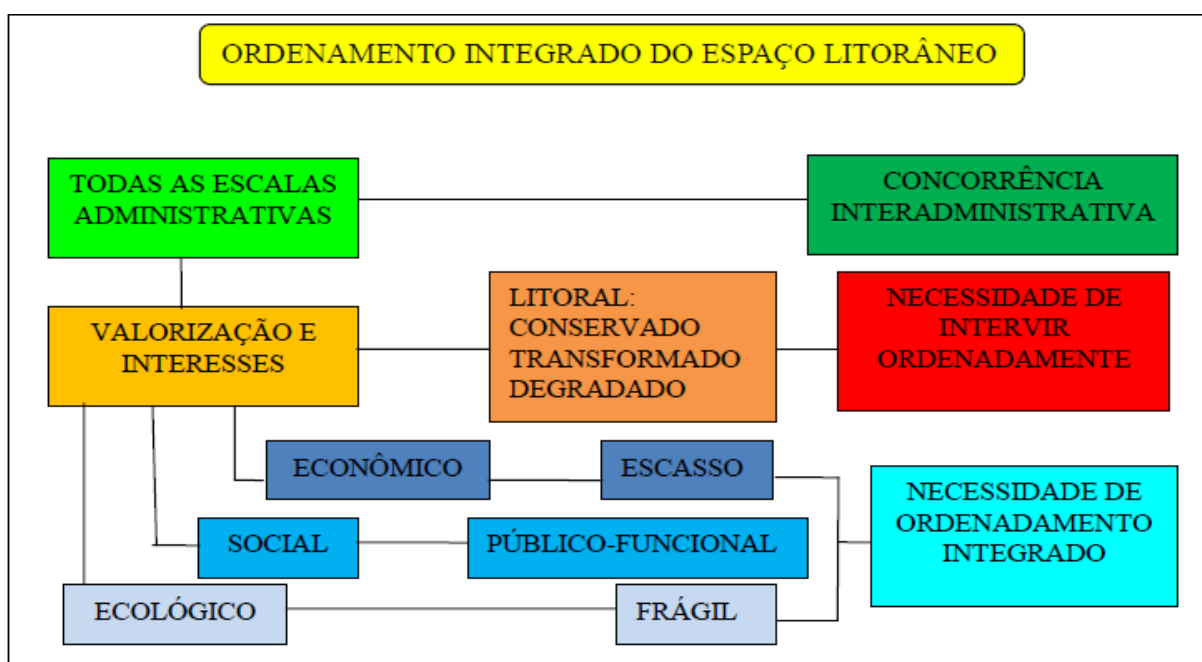 ORDENAMENTO INTEGRADO DO ESPAÇO LITORÂNEO
TODAS AS ESCALAS
ADMINISTRATIVAS
CONCORRÊNCIA
INTERADMINISTRATIVA
VALORIZAÇÃO E
INTERESSES
LITORAL:
CONSERVADO
TRANSFORMADO
DEGRADADO
NECESSIDADE DE
INTERVIR
ORDENADAMENTE
ECONÔMICO
ESCASSO
SOCIAL
PÚBLICO-FUNCIONAL
ECOLÓGICO
FRÁGIL
NECESSIDADE DE
ORDENADAMENTO
INTEGRADO